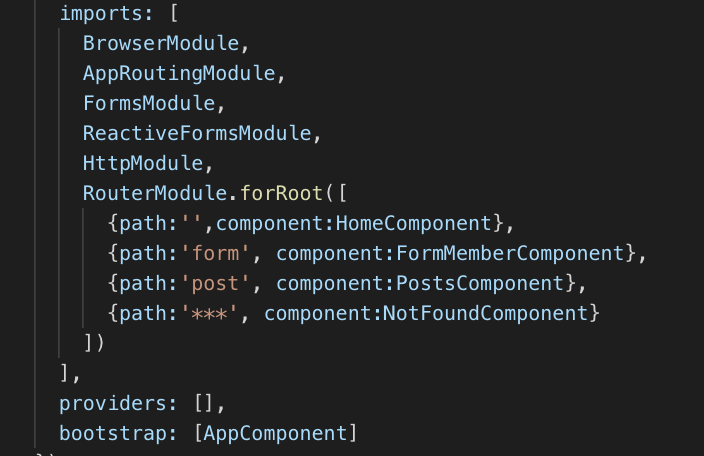 imports: [
BrowserModule,
AppRoutingModule,
FormsModule,
ReactiveFormsModule,
HttpModule,
RouterModule.forRoot([
{path:'',component:HomeComponent},
{path:'form', component:FormMemberComponent},
{path:'post', component:PostsComponent},
{path:'***', component:NotFoundComponent}
])
],
providers: [],
bootstrap: [AppComponent]